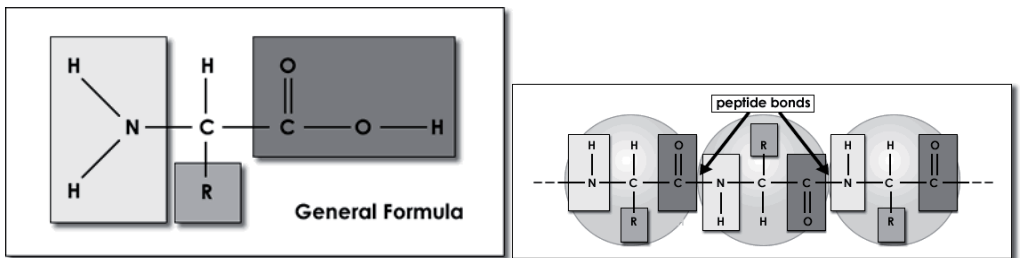 H H O
N C C O H
H R
General Formula
peptide bonds
H H O R H H O
N C C N C C N C C
R H H O R